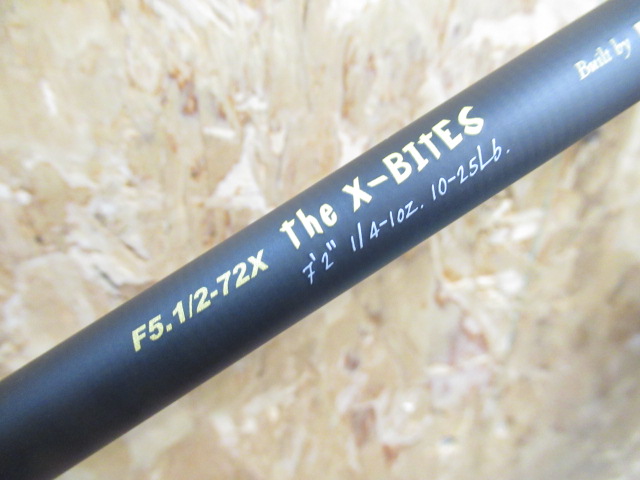 F5.1/2-72X The X-BITES
7'2" 1/4-1oz. 10-25Lb.
Built by